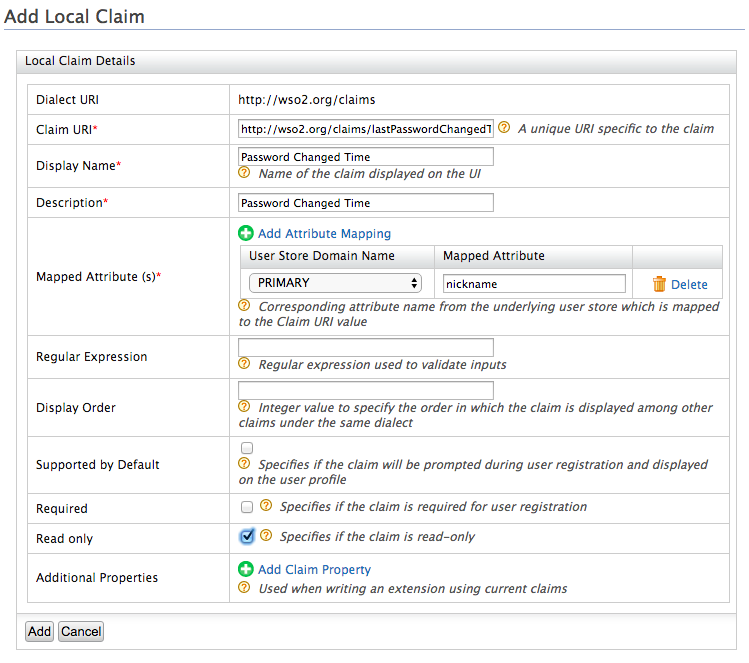 Add Local Claim
Local Claim Details
Dialect URI
http://wso2.org/claims
Claim URI*
http://wso2.org/claims/lastPasswordChangedT
A unique URI specific to the claim
Display Name*
Password Changed Time
Name of the claim displayed on the UI
Description*
Password Changed Time
Mapped Attribute (s)*
Add Attribute Mapping
User Store Domain Name
Mapped Attribute
PRIMARY
nickname
Delete
Corresponding attribute name from the underlying user store which is mapped
to the Claim URI value
Regular Expression
Regular expression used to validate inputs
Display Order
Integer value to specify the order in which the claim is displayed among other
claims under the same dialect
Supported by Default
Specifies if the claim will be prompted during user registration and displayed
on the user profile
Required
Specifies if the claim is required for user registration
Read only
Specifies if the claim is read-only
Additional Properties
Add Claim Property
Used when writing an extension using current claims
Add
Cancel